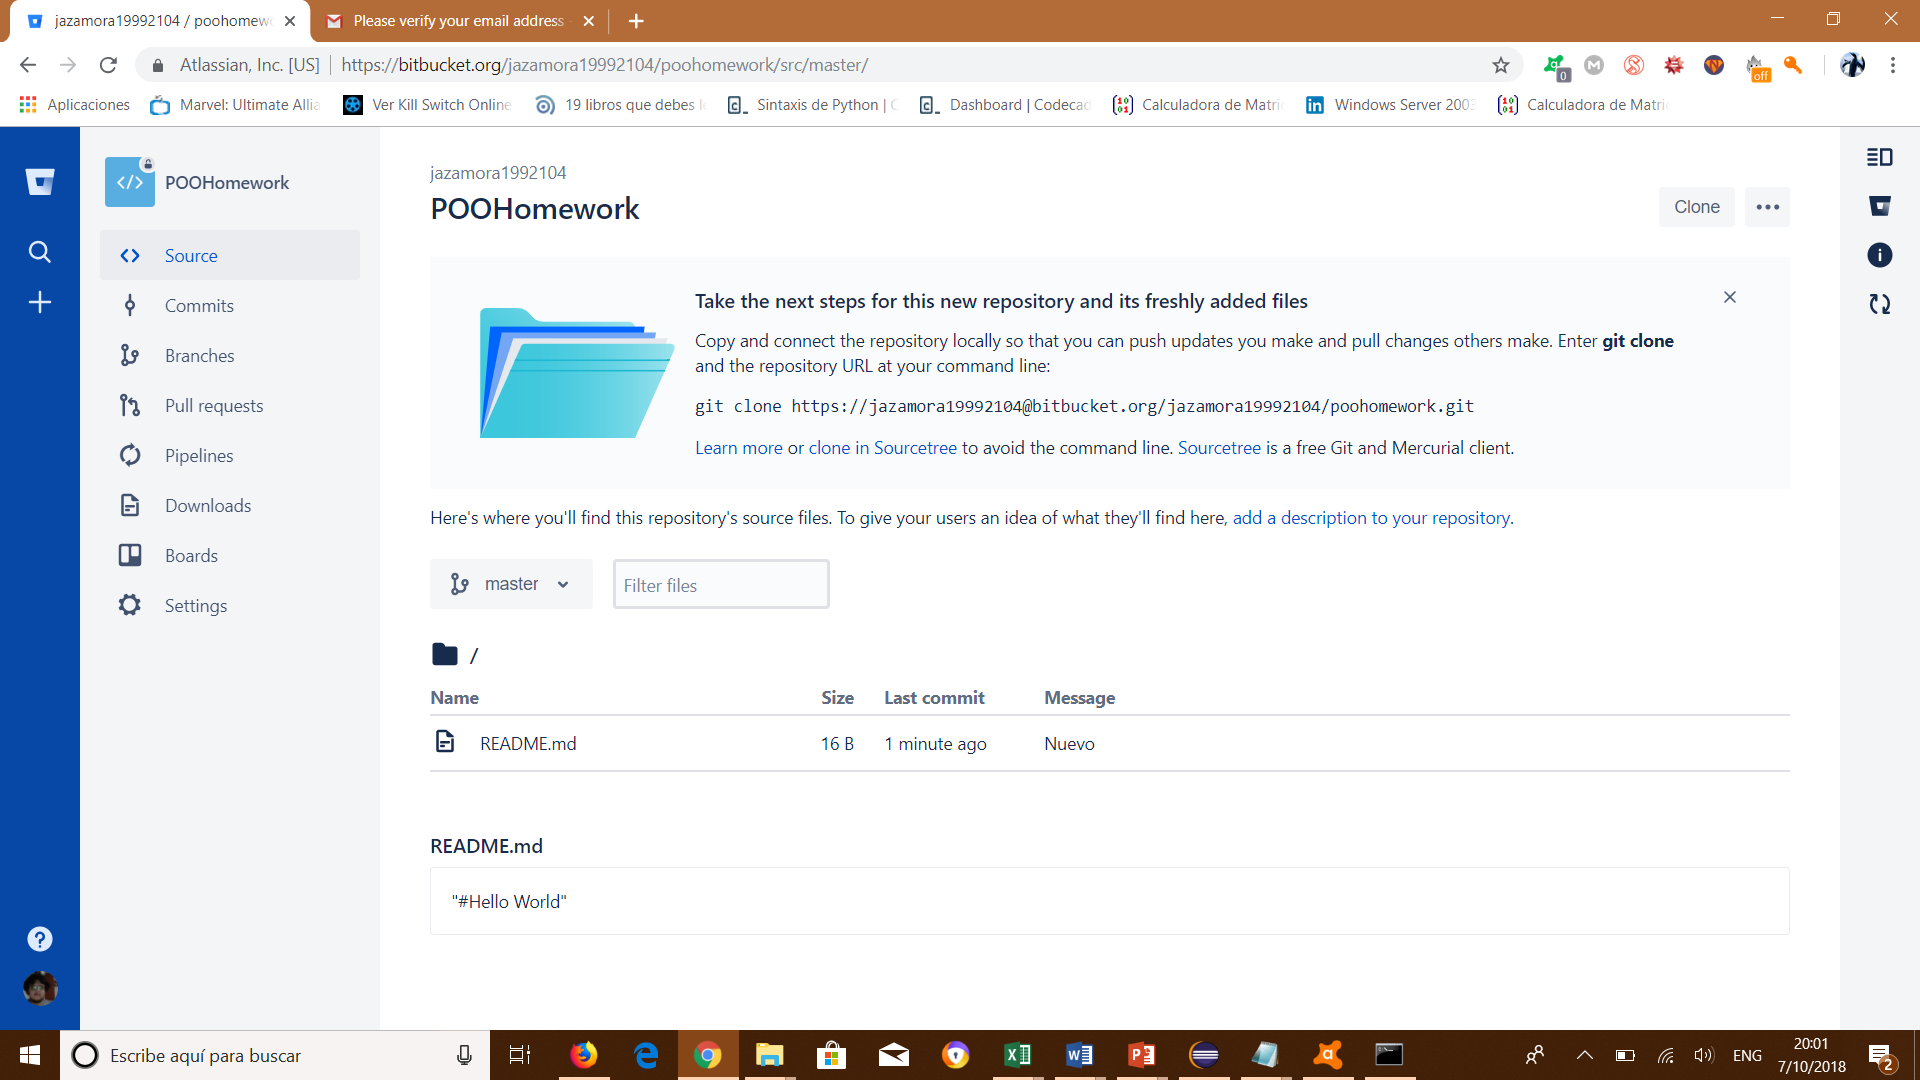 jazamora19992104 / poohomew
Please verify your email address
Atlassian, Inc. [US] https://bitbucket.org/jazamora19992104/poohomework/src/master/
0
off
Aplicaciones
Marvel: Ultimate Allia
Ver Kill Switch Online
19 libros que debes l
Sintaxis de Python | C
Dashboard | Codecad
Calculadora de Matri
Windows Server 2003
Calculadora de Matri
POOHomework
Source
Commits
Branches
Pull requests
Pipelines
Downloads
Boards
Settings
jazamora19992104
POOHomework
Clone
Take the next steps for this new repository and its freshly added files
Copy and connect the repository locally so that you can push updates you make and pull changes others make. Enter git clone
and the repository URL at your command line:
git clone https://jazamora19992104@bitbucket.org/jazamora19992104/poohomework.git
Learn more or clone in Sourcetree to avoid the command line. Sourcetree is a free Git and Mercurial client.
Here's where you'll find this repository's source files. To give your users an idea of what they'll find here, add a description to your repository.
master
Filter files
/
Name Size Last commit Message
README.md 16 B 1 minute ago Nuevo
README.md
"#Hello World"
Escribe aquí para buscar
ENG
20:01
7/10/2018
2